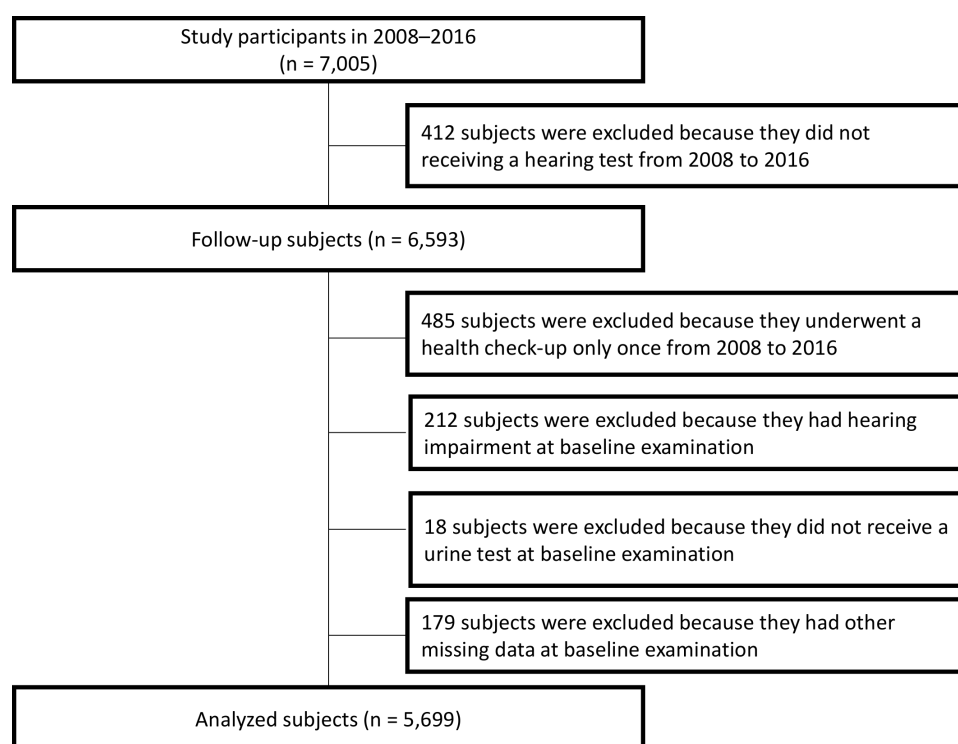 Study participants in 2008–2016
(n = 7,005)
412 subjects were excluded because they did not
receiving a hearing test from 2008 to 2016
Follow-up subjects (n = 6,593)
485 subjects were excluded because they underwent a
health check-up only once from 2008 to 2016
212 subjects were excluded because they had hearing
impairment at baseline examination
18 subjects were excluded because they did not receive a
urine test at baseline examination
179 subjects were excluded because they had other
missing data at baseline examination
Analyzed subjects (n = 5,699)